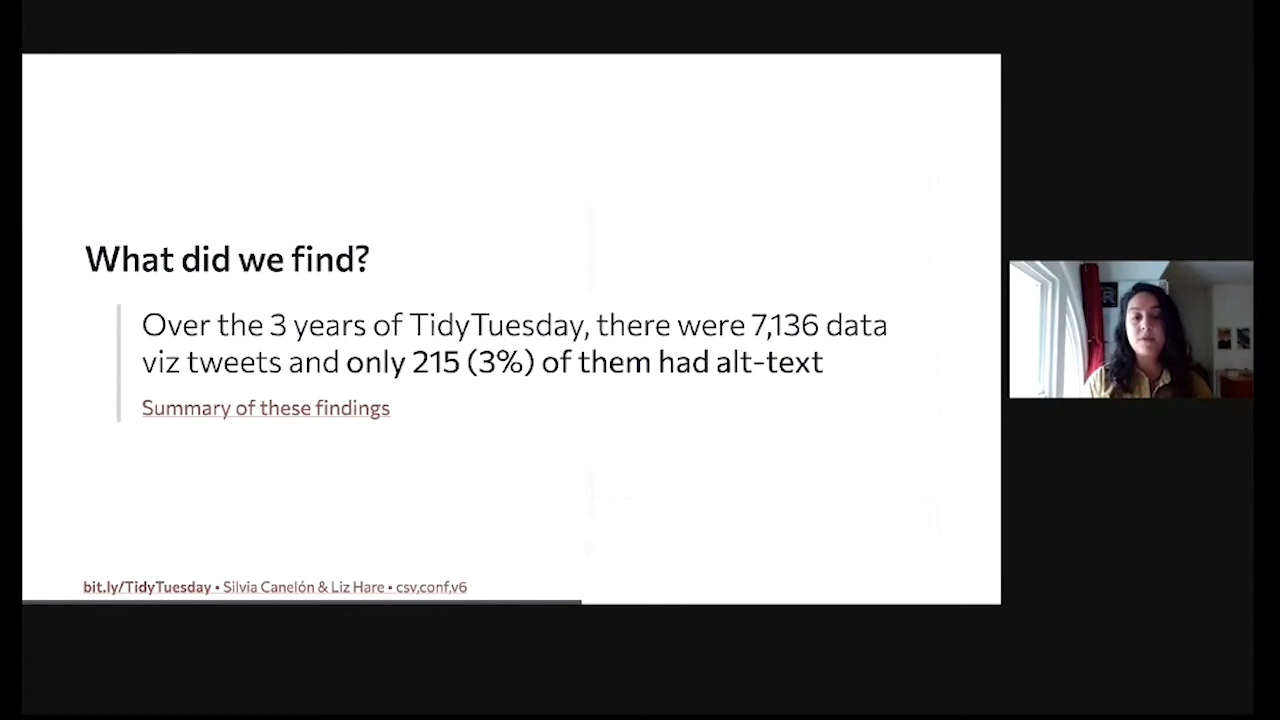 What did we find?
Over the 3 years of TidyTuesday, there were 7,136 data
viz tweets and only 215 (3%) of them had alt-text
Summary of these findings
bit.ly/TidyTuesday • Silvia Canelón & Liz Hare • csv,conf,v6